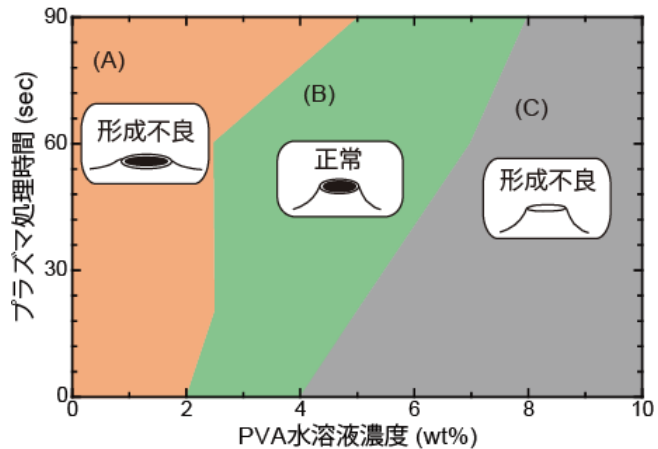 90
60
30
0
プラズマ処理時間 (sec)
(A)
形成不良
(B)
正常
(C)
形成不良
0 2 4 6 8 10
PVA水溶液濃度 (wt%)